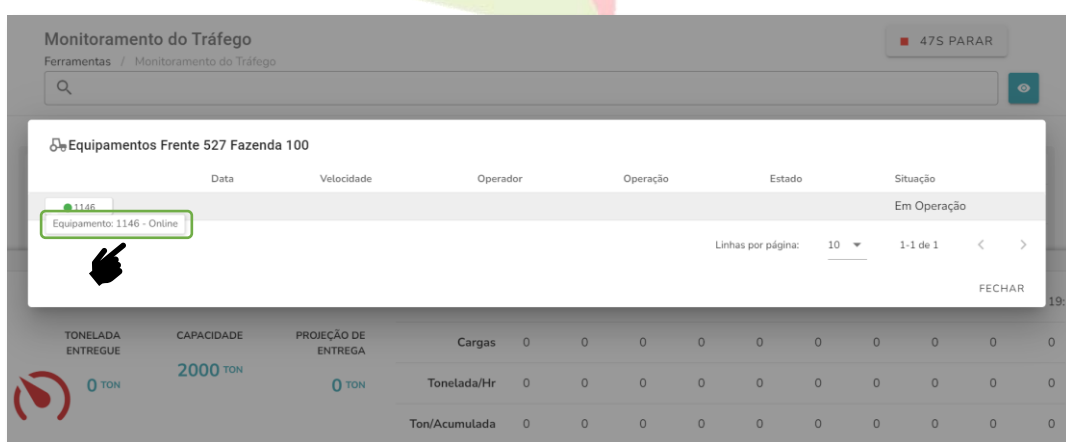 Monitoramento do Tráfego
47S PARAR
Ferramentas / Monitoramento do Tráfego
Equipamentos Frente 527 Fazenda 100
Data Velocidade Operador Operação Estado Situação
1146 Em Operação
Equipamento: 1146 - Online
Linhas por página: 10 1-1 de 1
FECHAR
19:
TONELADA ENTREGUE
0 TON
CAPACIDADE
2000 TON
PROJEÇÃO DE ENTREGA
0 TON
Cargas 0 0 0 0 0 0 0 0 0 0
Tonelada/Hr 0 0 0 0 0 0 0 0 0 0
Ton/Acumulada 0 0 0 0 0 0 0 0 0 0